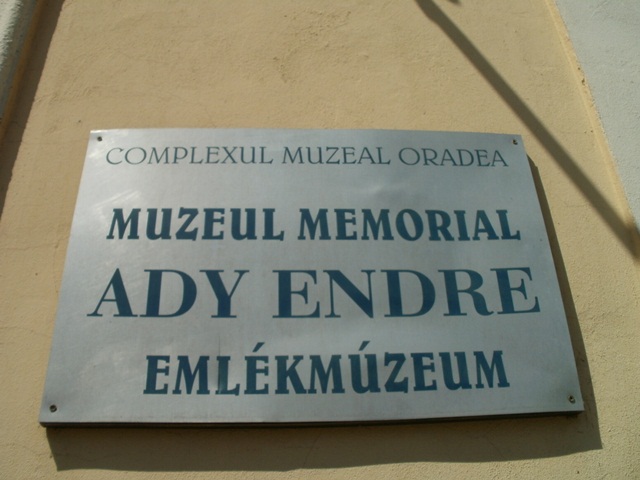 COMPLEXUL MUZEAL ORADEA
MUZEUL MEMORIAL
ADY ENDRE
EMLÉKMÚZEUM